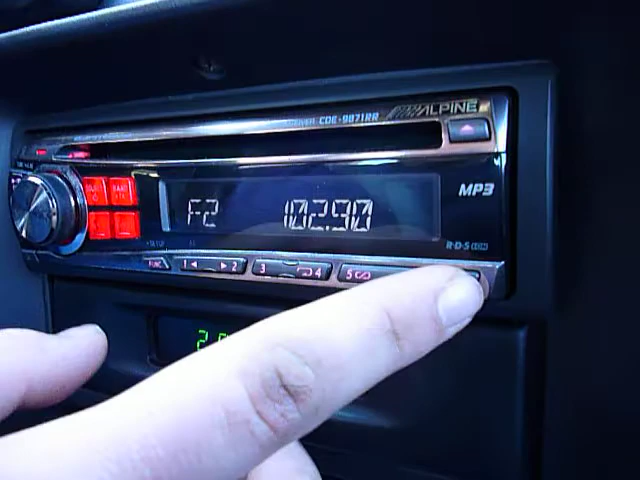 CDE-9871RR ALPINE
MP3
F2 102.90
R·D·S
FUNC 1 2 3 4 5